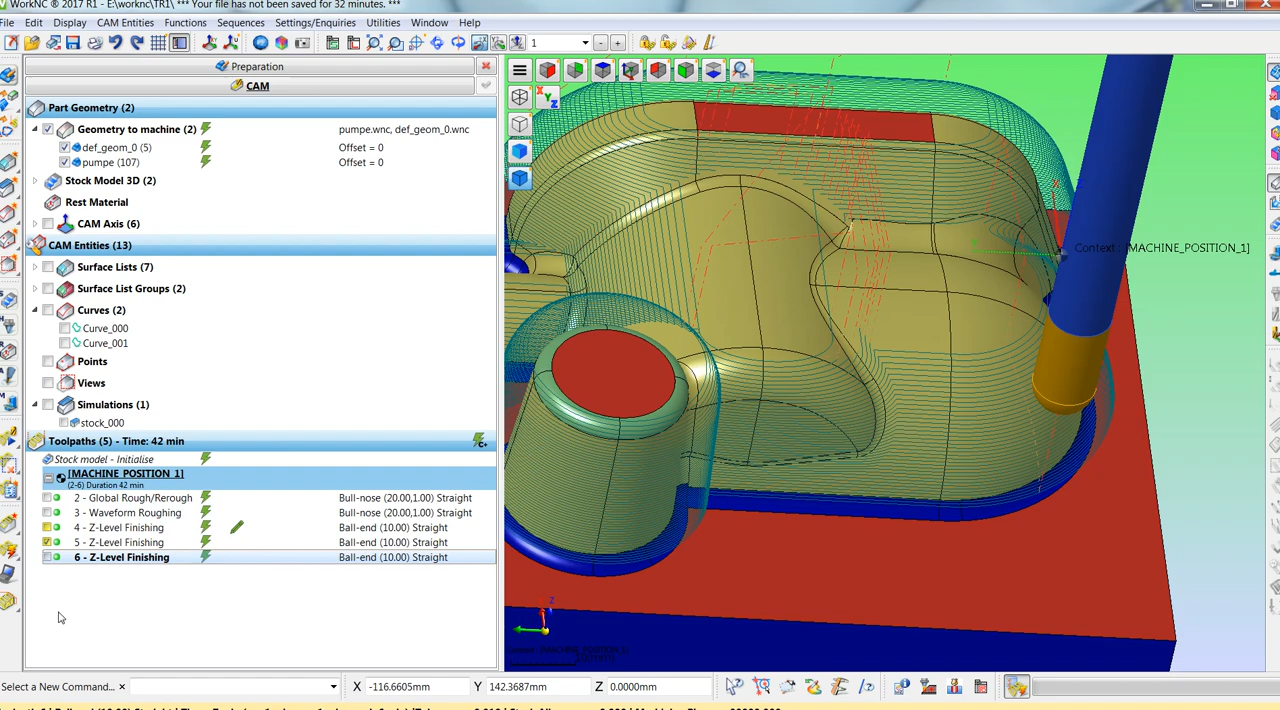 WorkNC ® 2017 R1 - E:\worknc\TR1\ *** Your file has not been saved for 32 minutes. ***
File Edit Display CAM Entities Functions Sequences Settings/Enquiries Utilities Window Help
1
Preparation
CAM
Part Geometry (2)
Geometry to machine (2) pumpe.wnc, def_geom_0.wnc
def_geom_0 (5) Offset = 0
pumpe (107) Offset = 0
Stock Model 3D (2)
Rest Material
CAM Axis (6)
CAM Entities (13)
Surface Lists (7)
Surface List Groups (2)
Curves (2)
Curve_000
Curve_001
Points
Views
Simulations (1)
stock_000
Toolpaths (5) - Time: 42 min
Stock model - Initialise
[MACHINE_POSITION_1]
(2-6) Duration 42 min
2 - Global Rough/Rerough Bull-nose (20.00,1.00) Straight
3 - Waveform Roughing Bull-nose (20.00,1.00) Straight
4 - Z-Level Finishing Ball-end (10.00) Straight
5 - Z-Level Finishing Ball-end (10.00) Straight
6 - Z-Level Finishing Ball-end (10.00) Straight
Context : [MACHINE_POSITION_1]
Z
Select a New Command... X -116.6605mm Y 142.3687mm Z 0.0000mm